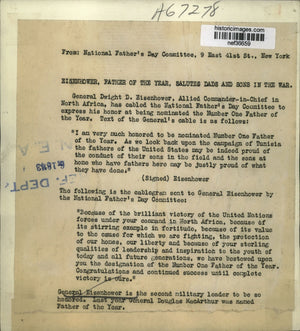 A67278
historicimages.com
nef36659
From: National Father's Day Committee, 9 East 41st St., New York
EISENHOWER, FATHER OF THE YEAR, SALUTES DADS AND SONS IN THE WAR.
General Dwight D. Eisenhower, Allied Commander-in-Chief in
North Africa, has cabled the National Father's Day Committee to
express his honor at being nominated the Number One Father of
the Year. Text of the General's cable is as follows:
"I am very much honored to be nominated Number One Father
of the Year. As we look back upon the campaign of Tunisia
the fathers of the United States may be indeed proud of
the conduct of their sons in the field and the sons at
home who have fathers here may be justly proud of what
they have done."
(Signed) Eisenhower
The following is the cablegram sent to General Eisenhower by
the National Father's Day Committee:
"Because of the brilliant victory of the United Nations
forces under your command in North Africa, because of
its stirring example in fortitude, because of its value
to the cause for which we are fighting, the protection
of our homes, our liberty and because of your sterling
qualities of leadership and inspiration to the youth of
today and all future generations, we have bestowed upon
you the designation of the Number One Father of the Year.
Congratulations and continued success until complete
victory is ours."
General Eisenhower is the second military leader to be so
honored. Last year General Douglas MacArthur was named
Father of the Year.
DEPT.